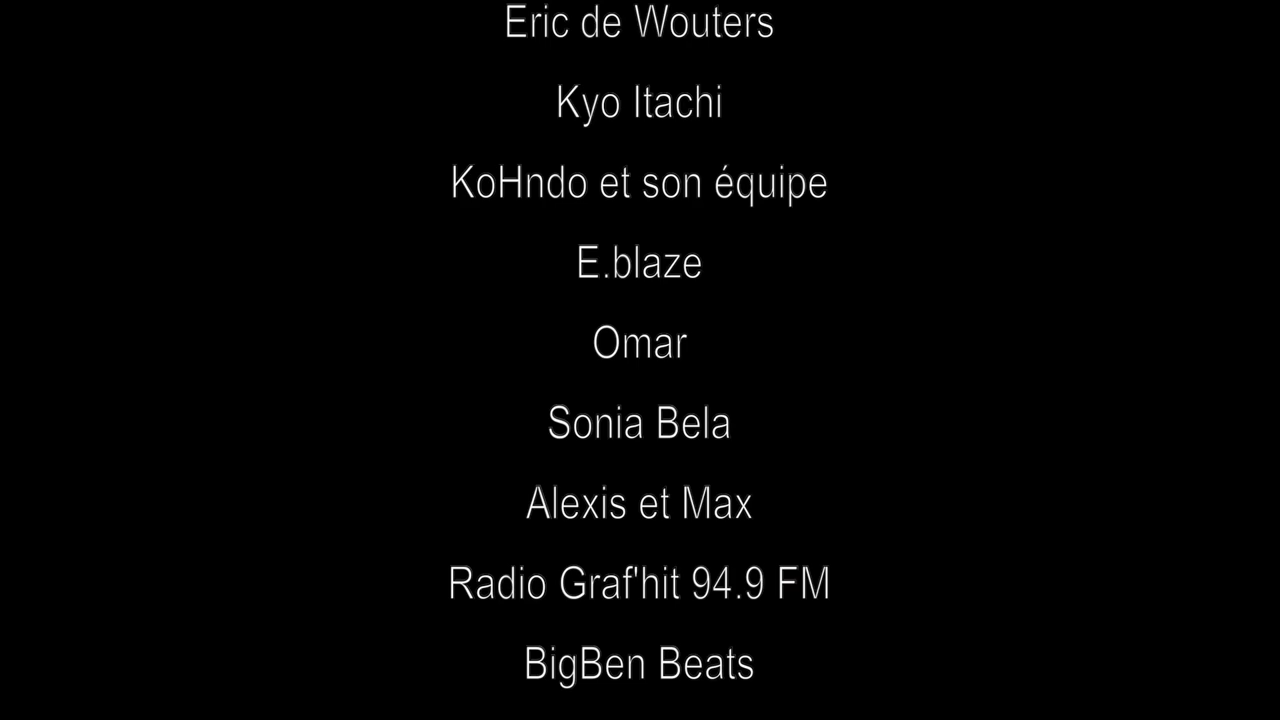 Eric de Wouters
Kyo Itachi
KoHndo et son équipe
E.blaze
Omar
Sonia Bela
Alexis et Max
Radio Graf'hit 94.9 FM
BigBen Beats